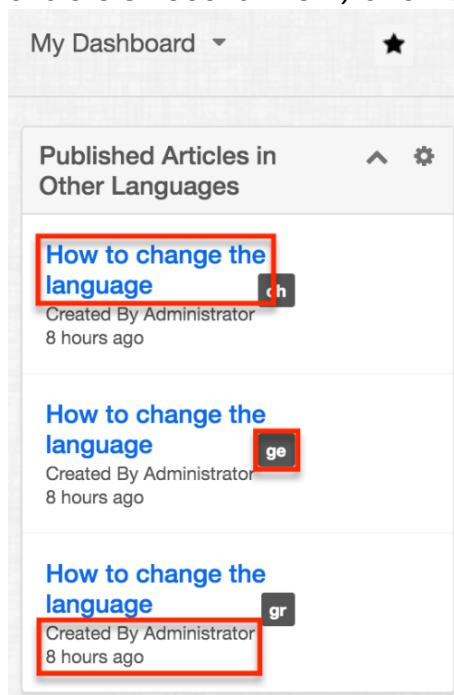 My Dashboard
Published Articles in
Other Languages
How to change the
language
ch
Created By Administrator
8 hours ago
How to change the
language
ge
Created By Administrator
8 hours ago
How to change the
language
gr
Created By Administrator
8 hours ago